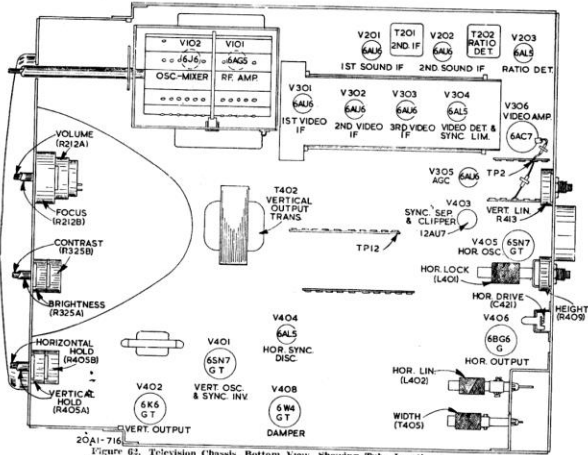 V102 V101
6J6 6AG5
OSC.-MIXER RF. AMP.
V201 T201 V202 T202 V203
6AU6 2ND. IF 6AU6 RATIO DET. 6AL5
1ST SOUND IF 2ND SOUND IF RATIO DET.
V301 V302 V303 V304
6AU6 6AU6 6AU6 6AL5
1ST VIDEO IF
2ND VIDEO IF
3RD VIDEO IF
VIDEO DET & SYNC. LIM.
V306
VIDEO AMP.
6AC7
TP2
V305
AGC
6AU6
VOLUME
(R212A)
FOCUS
(R212B)
CONTRAST
(R325B)
BRIGHTNESS
(R325A)
T402
VERTICAL
OUTPUT
TRANS.
TP12
V403
SYNC. SEP.
& CLIPPER
12AU7
VERT. LIN.
R413
V405
HOR. OSC.
6SN7
GT
HOR. LOCK
(L401)
HOR. DRIVE
(C421)
HEIGHT
(R409)
V406
6BG6
G
HOR. OUTPUT
HORIZONTAL
HOLD
(R405B)
VERTICAL
HOLD
(R405A)
V401
6SN7
GT
VERT. OSC.
& SYNC. INV.
V404
6AL5
HOR. SYNC.
DISC.
V402
6K6
GT
VERT. OUTPUT
V408
6W4
GT
DAMPER
HOR. LIN.
(L402)
WIDTH
(T405)
20A1-716
Figure 62. Television Chassis, Bottom View, Showing